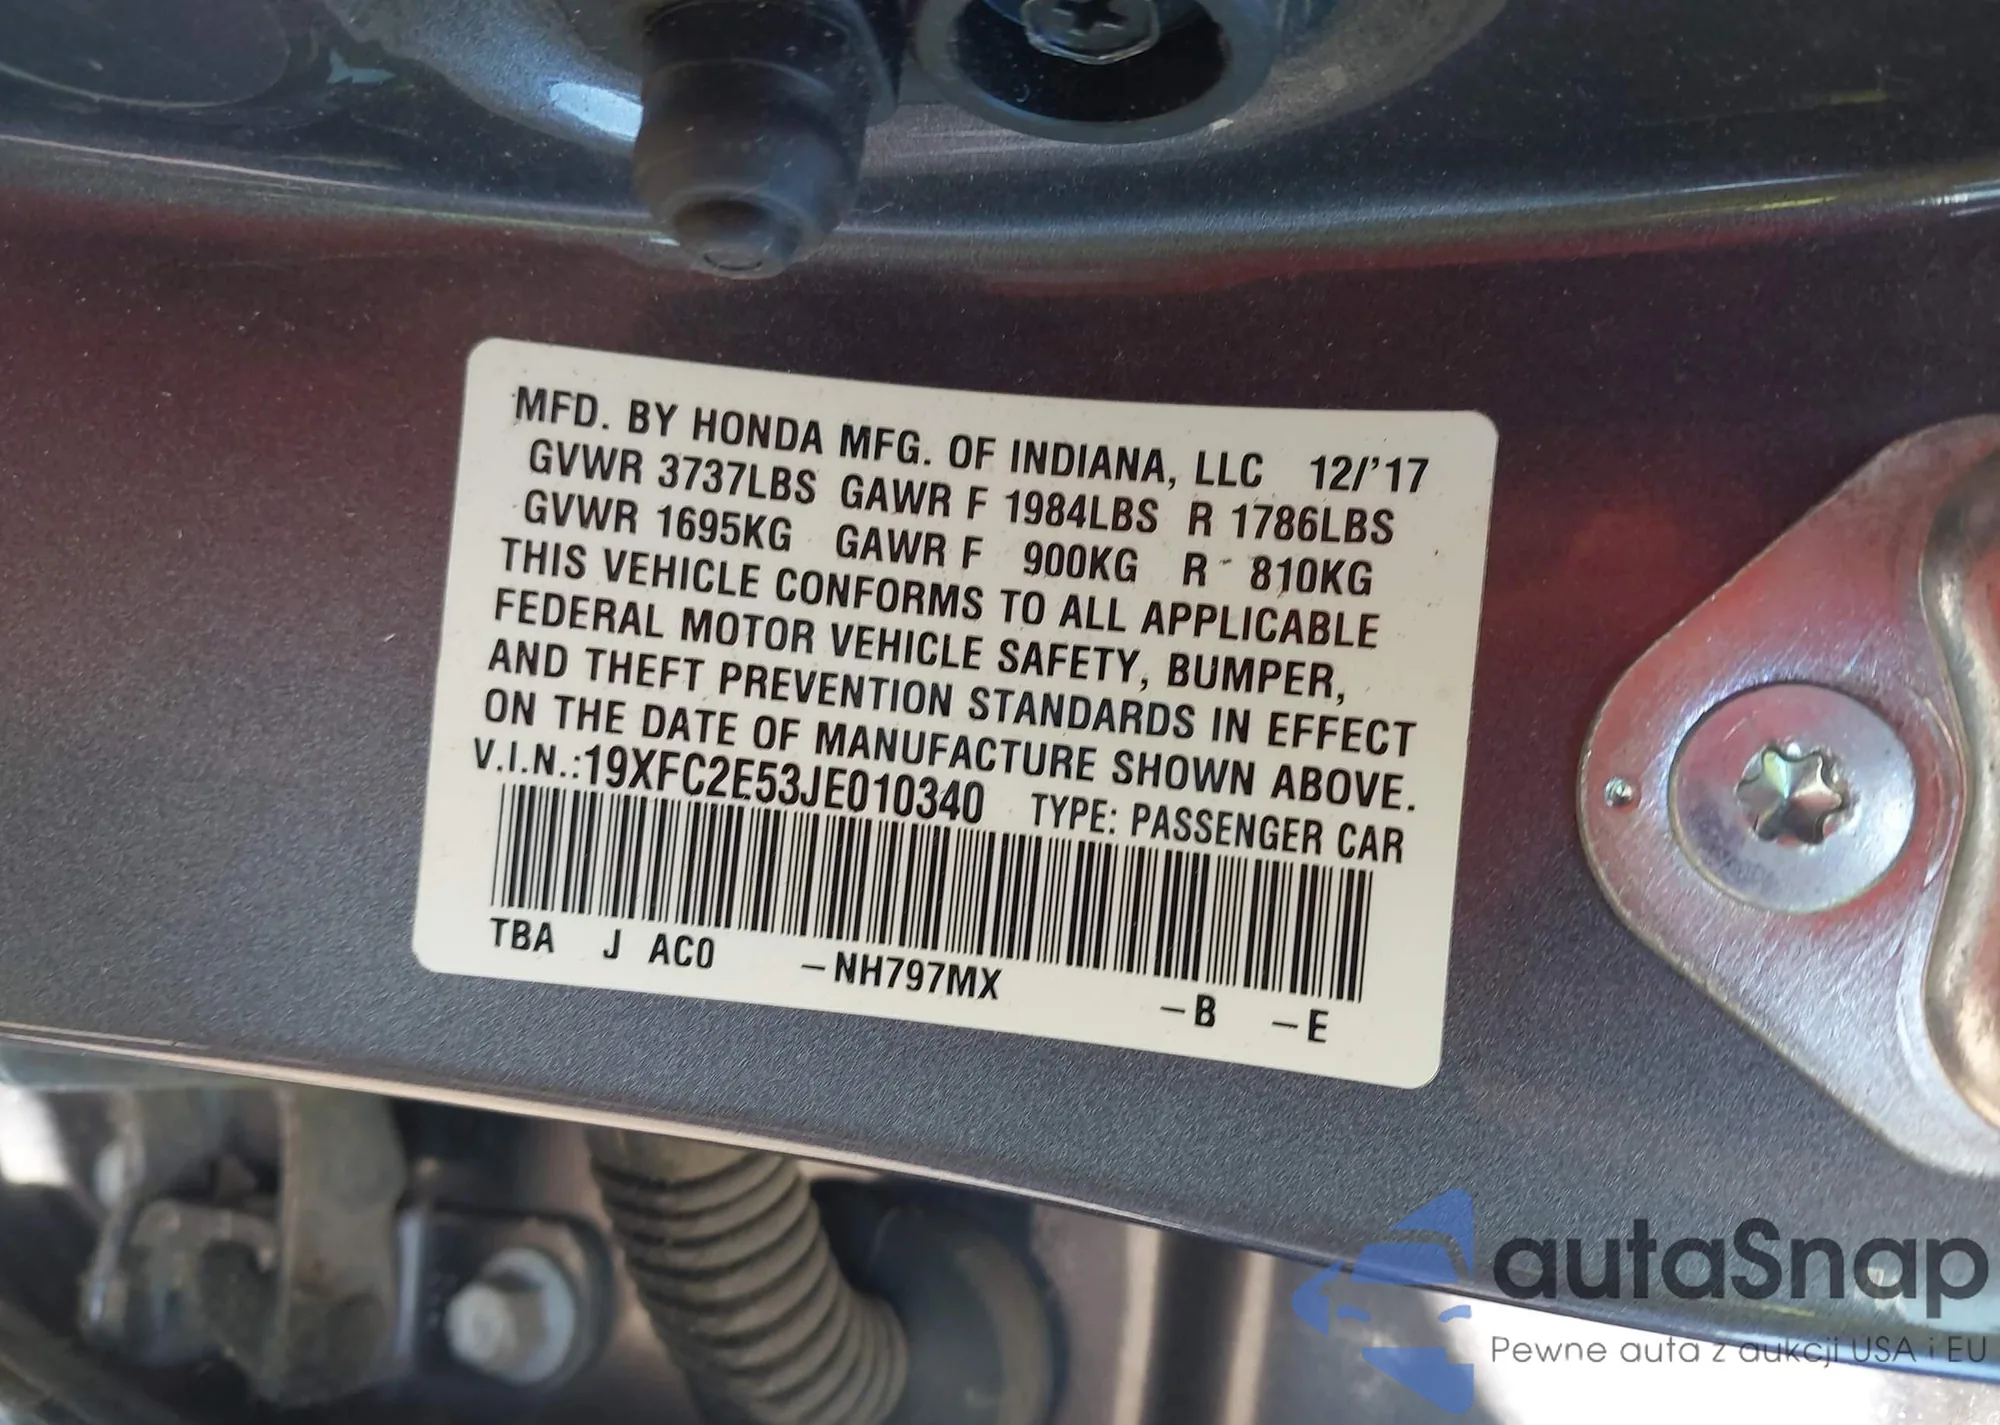 MFD. BY HONDA MFG. OF INDIANA, LLC 12/'17
GVWR 3737LBS GAWR F 1984LBS R 1786LBS
GVWR 1695KG GAWR F 900KG R 810KG
THIS VEHICLE CONFORMS TO ALL APPLICABLE
FEDERAL MOTOR VEHICLE SAFETY, BUMPER,
AND THEFT PREVENTION STANDARDS IN EFFECT
ON THE DATE OF MANUFACTURE SHOWN ABOVE.
V.I.N.:19XFC2E53JE010340 TYPE: PASSENGER CAR
TBA J AC0 -NH797MX -B -E
autaSnap
Pewne auta z aukcji USA i EU